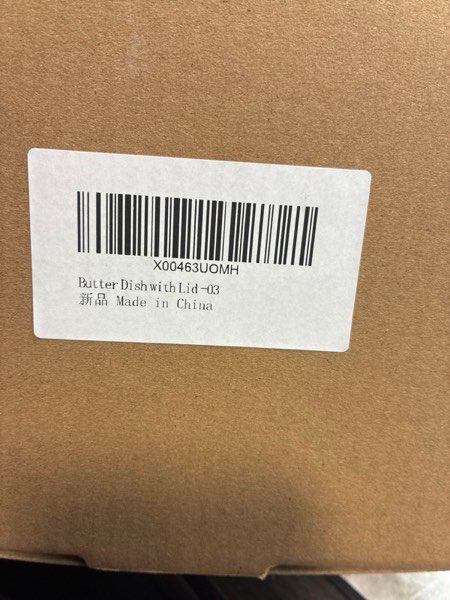 X00463UOMH
Butter Dish with Lid-03
新品 Made in China